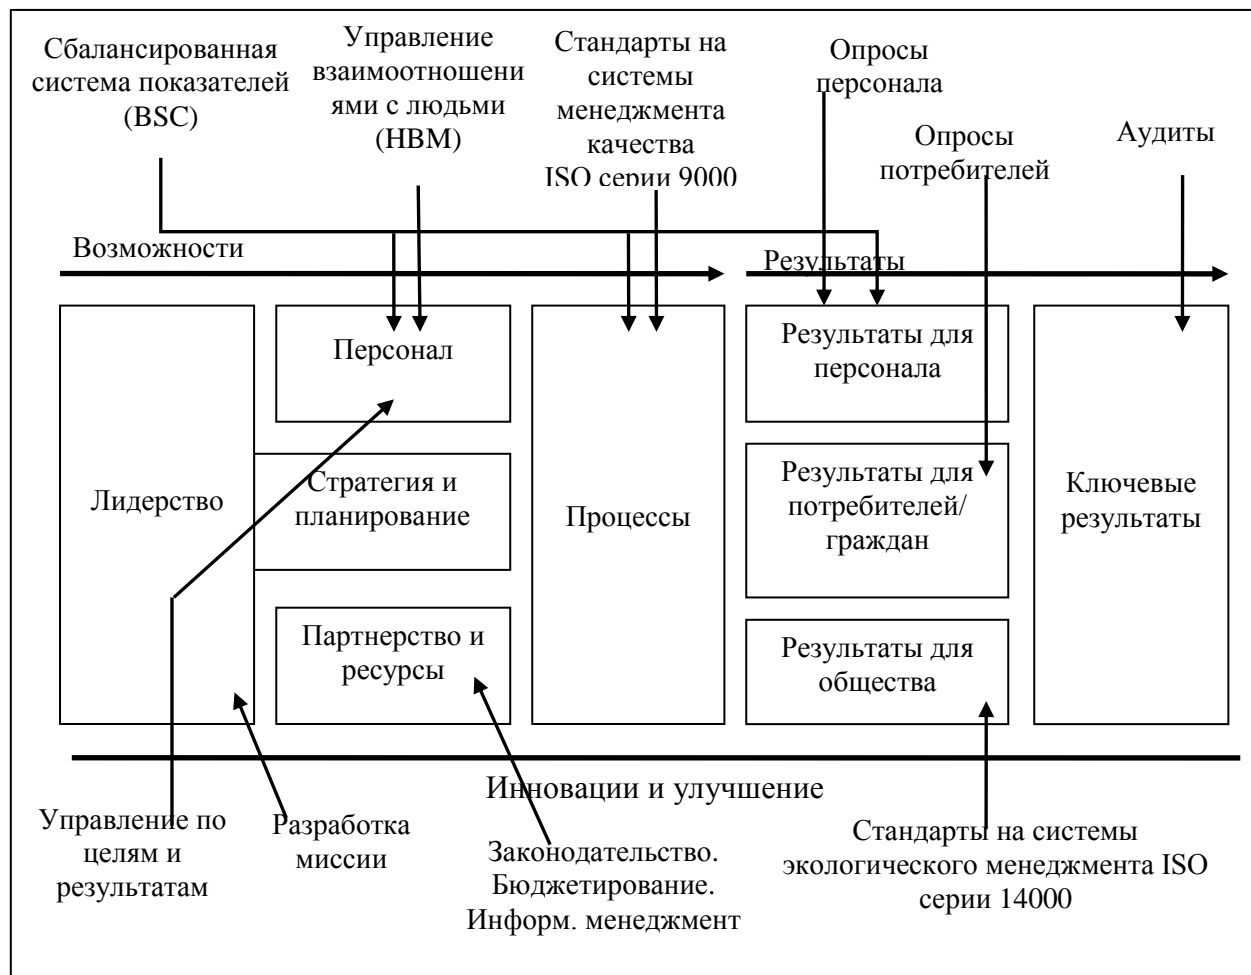 Сбалансированная
система показателей
(BSC)
Управление
взаимоотношени
ями с людьми
(HBM)
Стандарты на
системы
менеджмента
качества
ISO серии 9000
Опросы
персонала
Опросы
потребителей
Аудиты
Возможности
Результаты
Лидерство
Персонал
Стратегия и
планирование
Партнерство и
ресурсы
Процессы
Результаты для
персонала
Результаты для
потребителей/
граждан
Результаты для
общества
Ключевые
результаты
Инновации и улучшение
Управление по
целям и
результатам
Разработка
миссии
Законодательство.
Бюджетирование.
Информ. менеджмент
Стандарты на системы
экологического менеджмента ISO
серии 14000